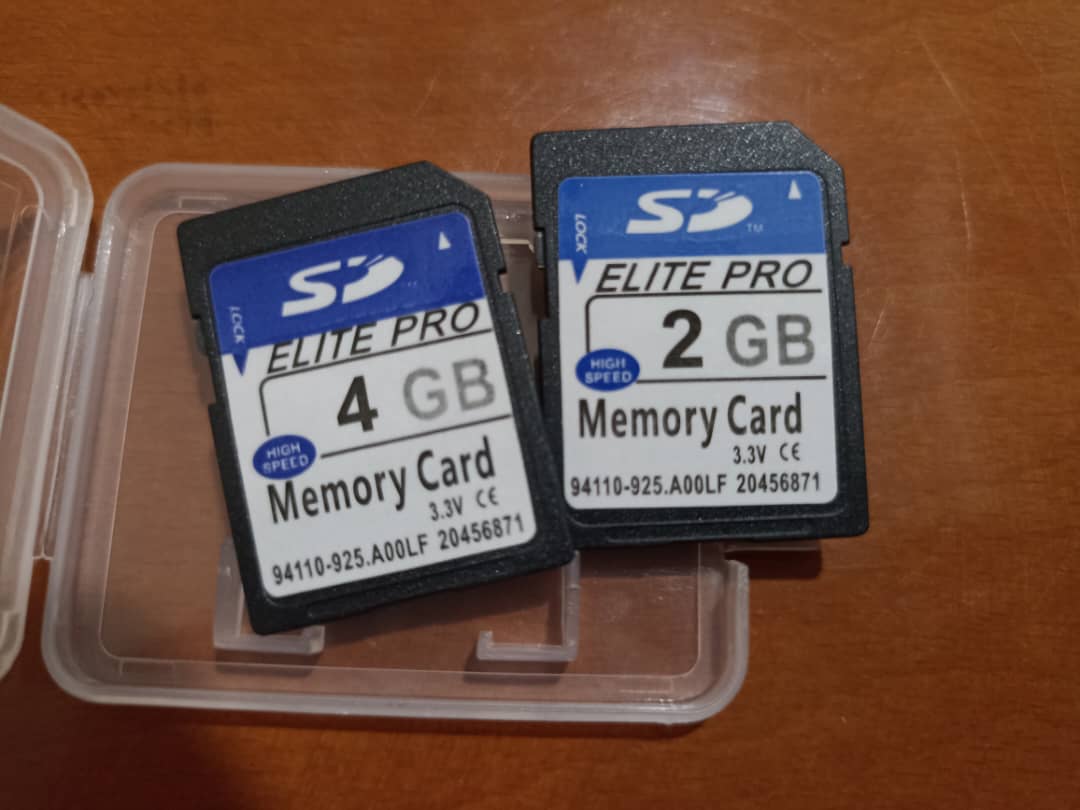 SD
LOCK
ELITE PRO
4 GB
HIGH
SPEED
Memory Card
3.3V CE
94110-925.A00LF 20456871
SD
TM
LOCK
ELITE PRO
2 GB
HIGH
SPEED
Memory Card
3.3V CE
94110-925.A00LF 20456871